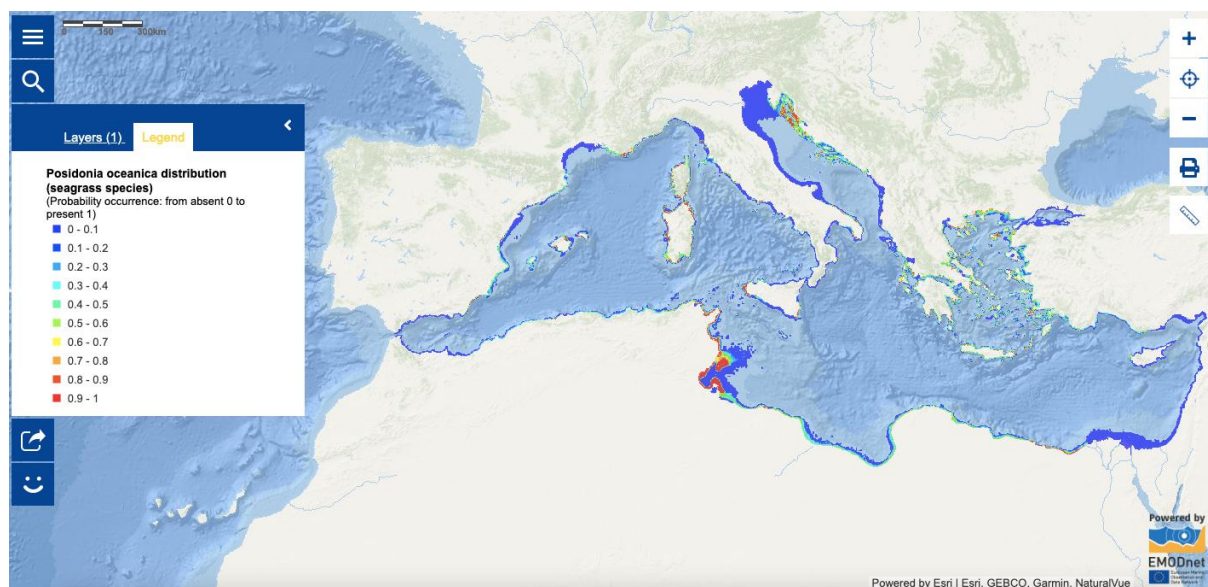 0 150 300km
Layers (1)
Legend
Posidonia oceanica distribution
(seagrass species)
(Probability occurrence: from absent 0 to
present 1)
0 - 0.1
0.1 - 0.2
0.2 - 0.3
0.3 - 0.4
0.4 - 0.5
0.5 - 0.6
0.6 - 0.7
0.7 - 0.8
0.8 - 0.9
0.9 - 1
Powered by
EMODnet
Powered by Esri | Esri, GEBCO, Garmin, NaturalVue